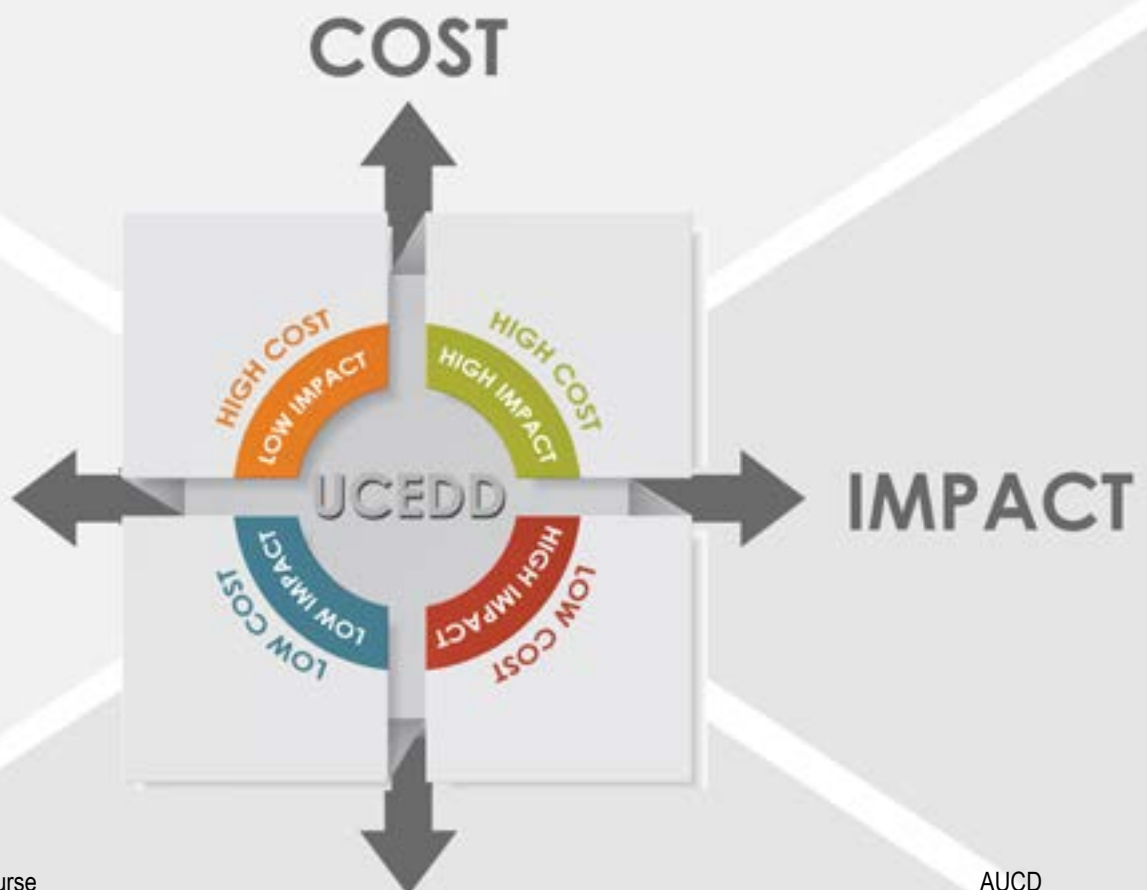 COST
HIGH COST
LOW IMPACT
HIGH COST
HIGH IMPACT
UCEDD
IMPACT
LOW IMPACT
LOW COST
HIGH IMPACT
LOW COST
AUCD